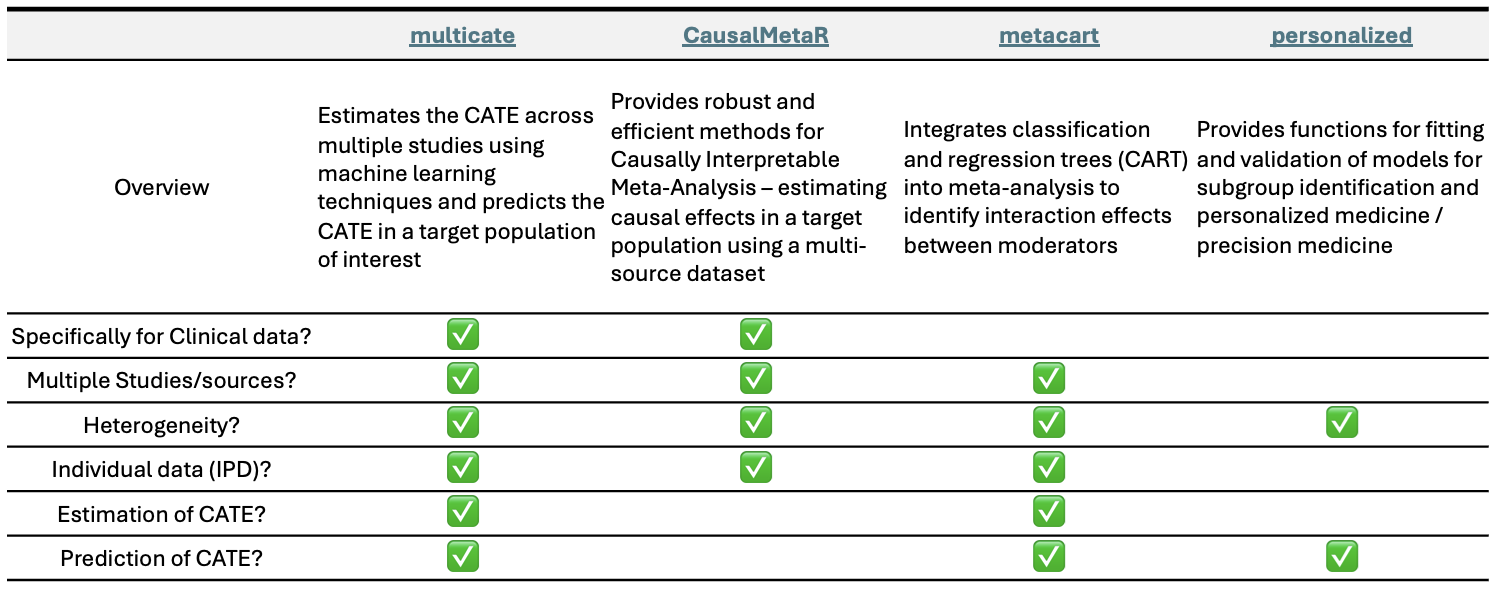 multicate CausalMetaR metacart personalized
Overview
Estimates the CATE across
multiple studies using
machine learning
techniques and predicts the
CATE in a target population
of interest
Provides robust and
efficient methods for
Causally Interpretable
Meta-Analysis – estimating
causal effects in a target
population using a multi-
source dataset
Integrates classification
and regression trees (CART)
into meta-analysis to
identify interaction effects
between moderators
Provides functions for fitting
and validation of models for
subgroup identification and
personalized medicine /
precision medicine
Specifically for Clinical data? ✅ ✅
Multiple Studies/sources? ✅ ✅ ✅
Heterogeneity? ✅ ✅ ✅ ✅
Individual data (IPD)? ✅ ✅ ✅
Estimation of CATE? ✅ ✅
Prediction of CATE? ✅ ✅ ✅